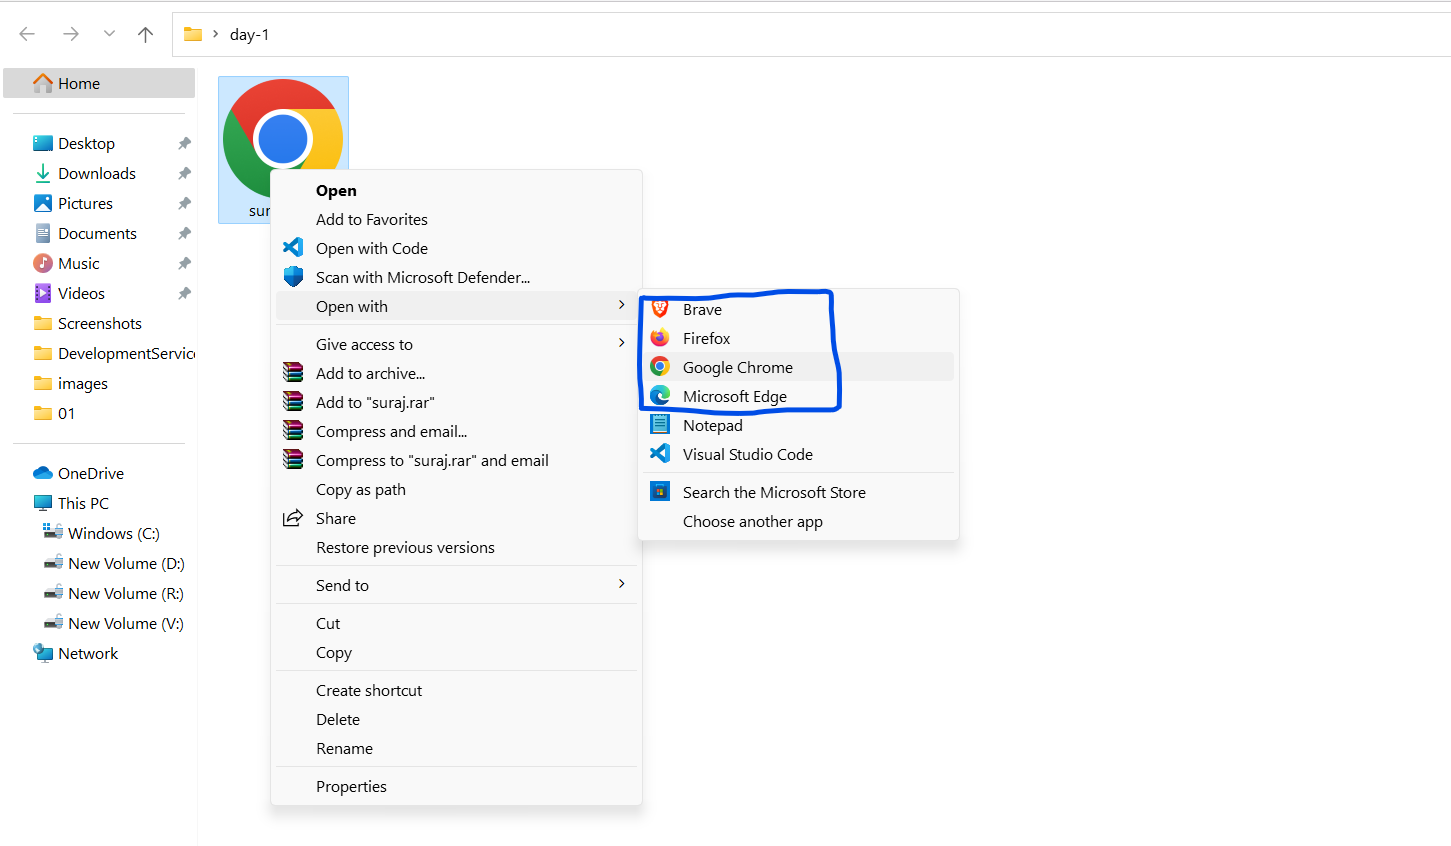 day-1
Home
Desktop
Downloads
Pictures
Documents
Music
Videos
Screenshots
DevelopmentServic
images
01
OneDrive
This PC
Windows (C:)
New Volume (D:)
New Volume (R:)
New Volume (V:)
Network
sur
Open
Add to Favorites
Open with Code
Scan with Microsoft Defender...
Open with
Give access to
Add to archive...
Add to "suraj.rar"
Compress and email...
Compress to "suraj.rar" and email
Copy as path
Share
Restore previous versions
Send to
Cut
Copy
Create shortcut
Delete
Rename
Properties
Brave
Firefox
Google Chrome
Microsoft Edge
Notepad
Visual Studio Code
Search the Microsoft Store
Choose another app